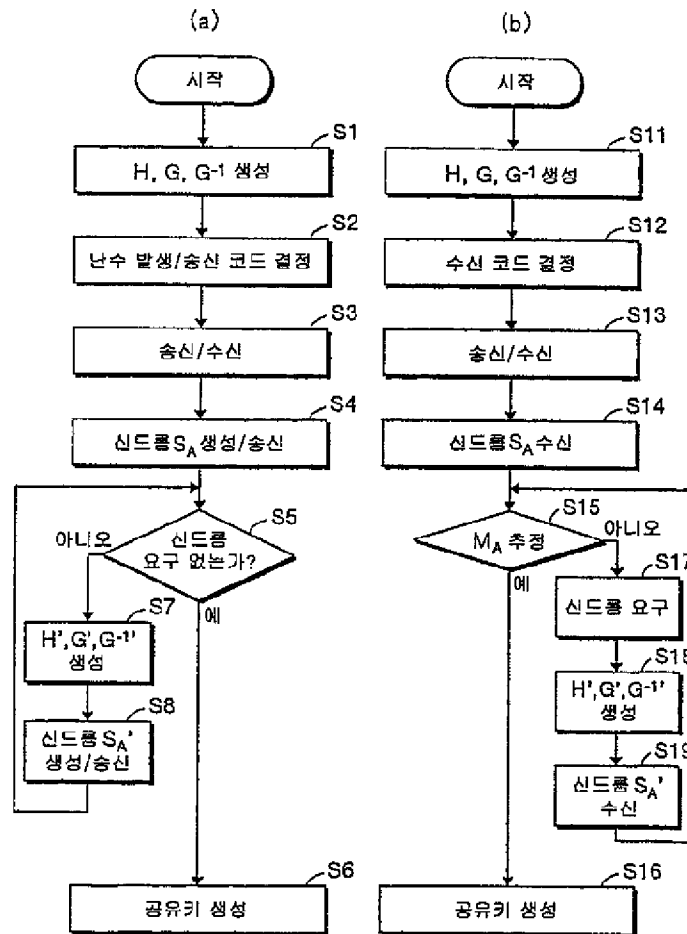 (a)
시작
S1
H, G, G-1 생성
S2
난수 발생/송신 코드 결정
S3
송신/수신
S4
신드롬 SA 생성/송신
S5
신드롬
요구 없는가?
아니오
예
S7
H', G', G-1'
생성
S8
신드롬 SA'
생성/송신
S6
공유키 생성
(b)
시작
S11
H, G, G-1 생성
S12
수신 코드 결정
S13
송신/수신
S14
신드롬 SA 수신
S15
MA 추정
아니오
예
S17
신드롬 요구
S18
H', G', G-1'
생성
S19
신드롬 SA'
수신
S16
공유키 생성